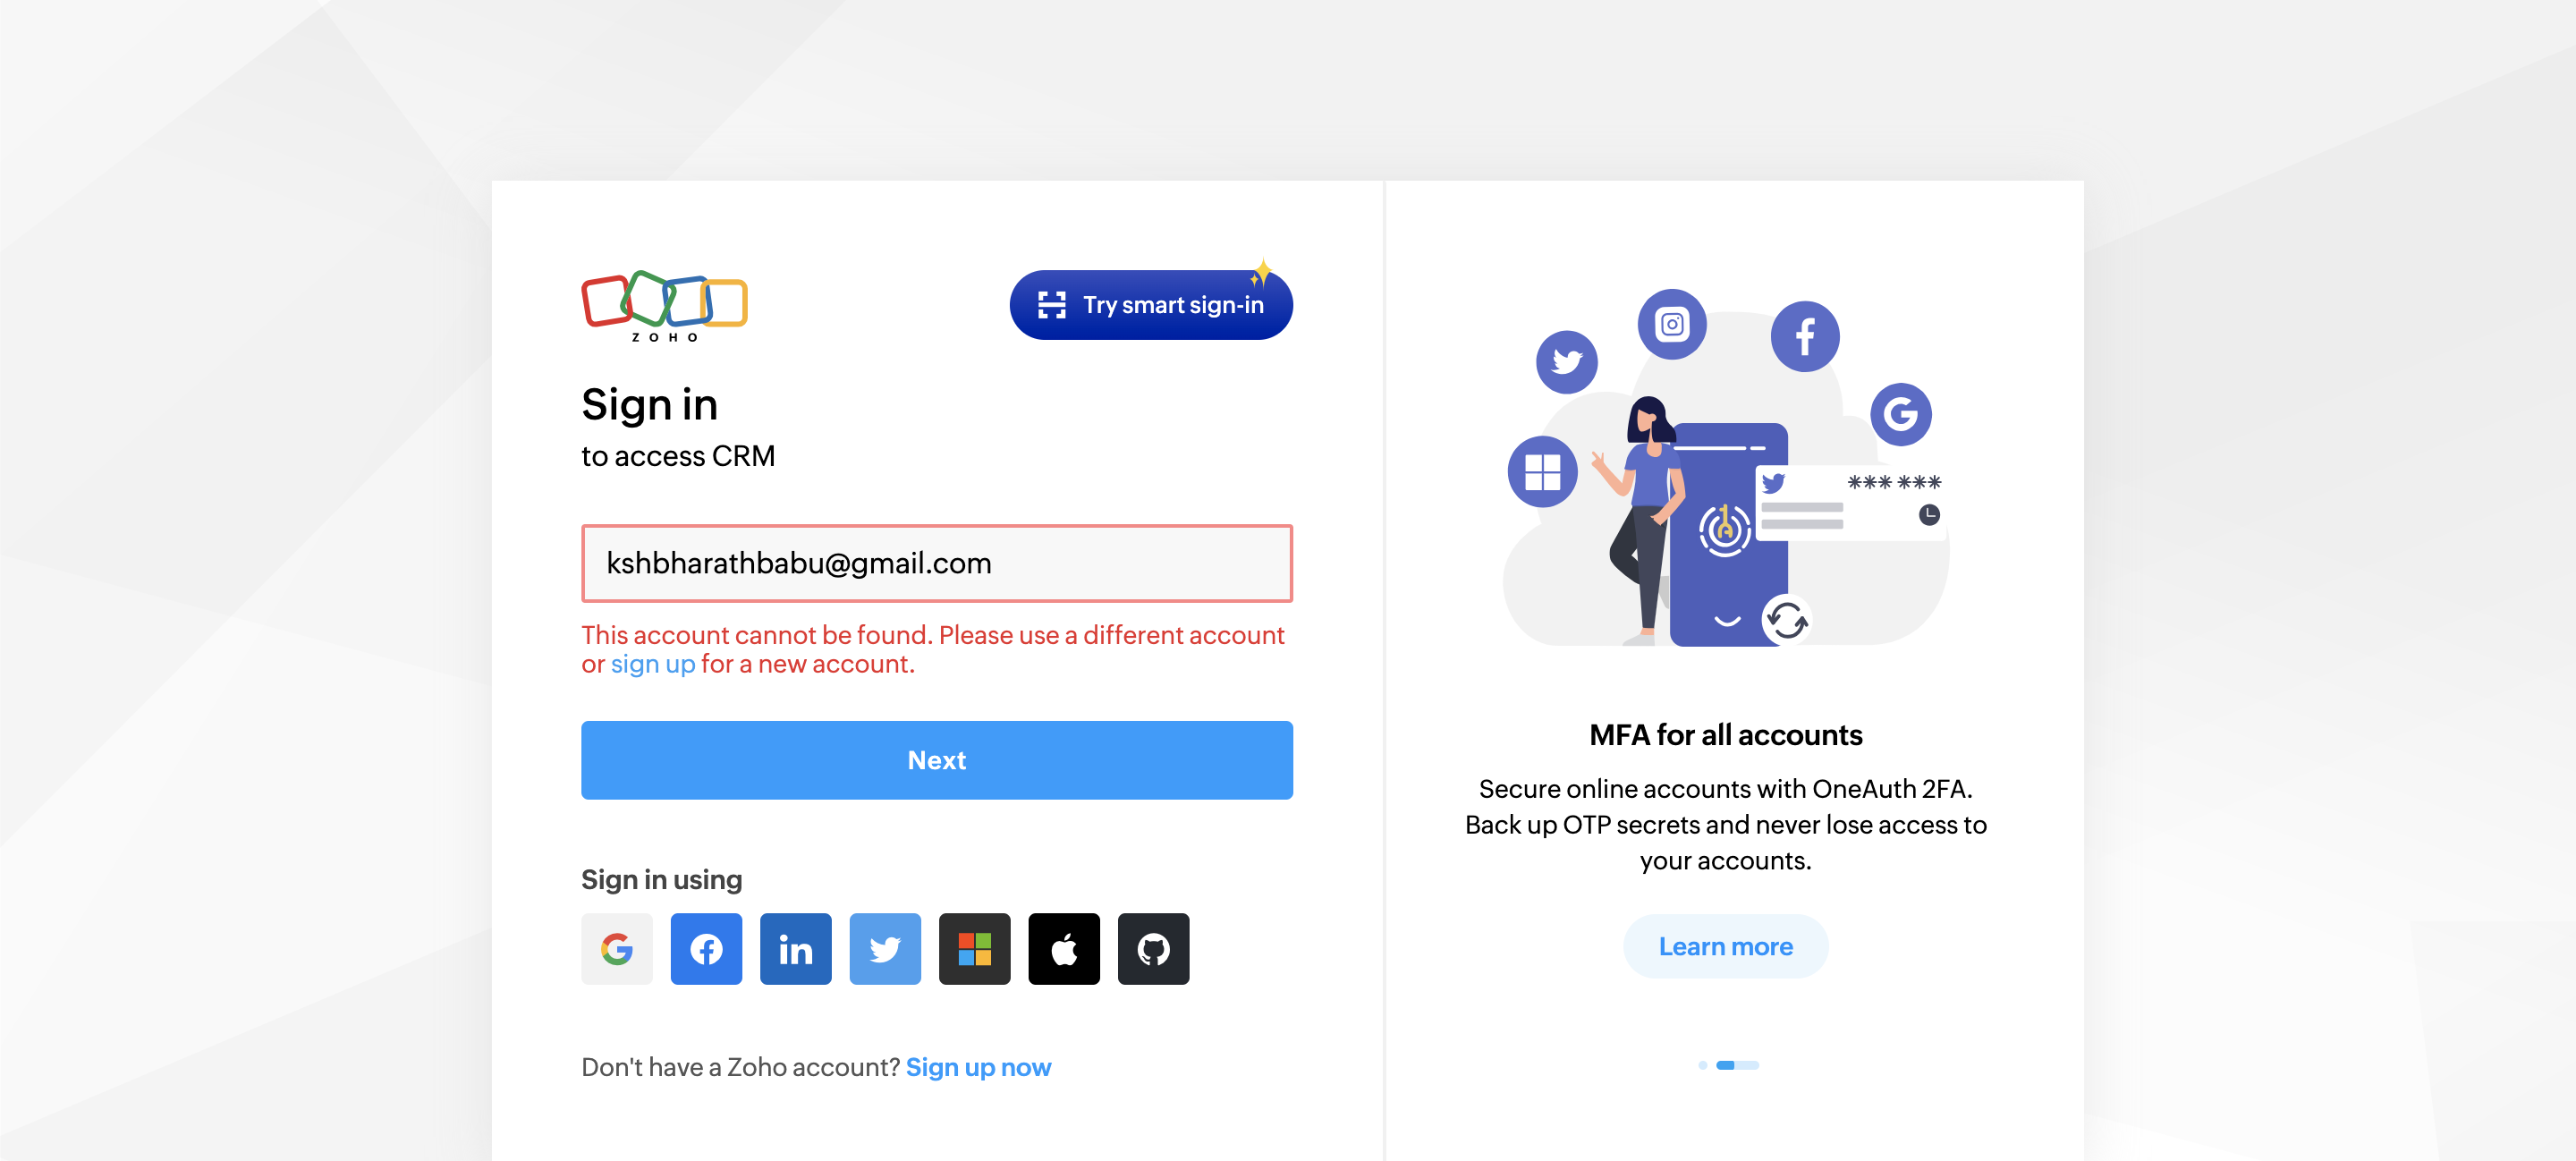 ZOHO
Try smart sign-in
Sign in
to access CRM
kshbharathbabu@gmail.com
This account cannot be found. Please use a different account
or sign up for a new account.
Next
Sign in using
Don't have a Zoho account? Sign up now
*** ***
MFA for all accounts
Secure online accounts with OneAuth 2FA.
Back up OTP secrets and never lose access to
your accounts.
Learn more